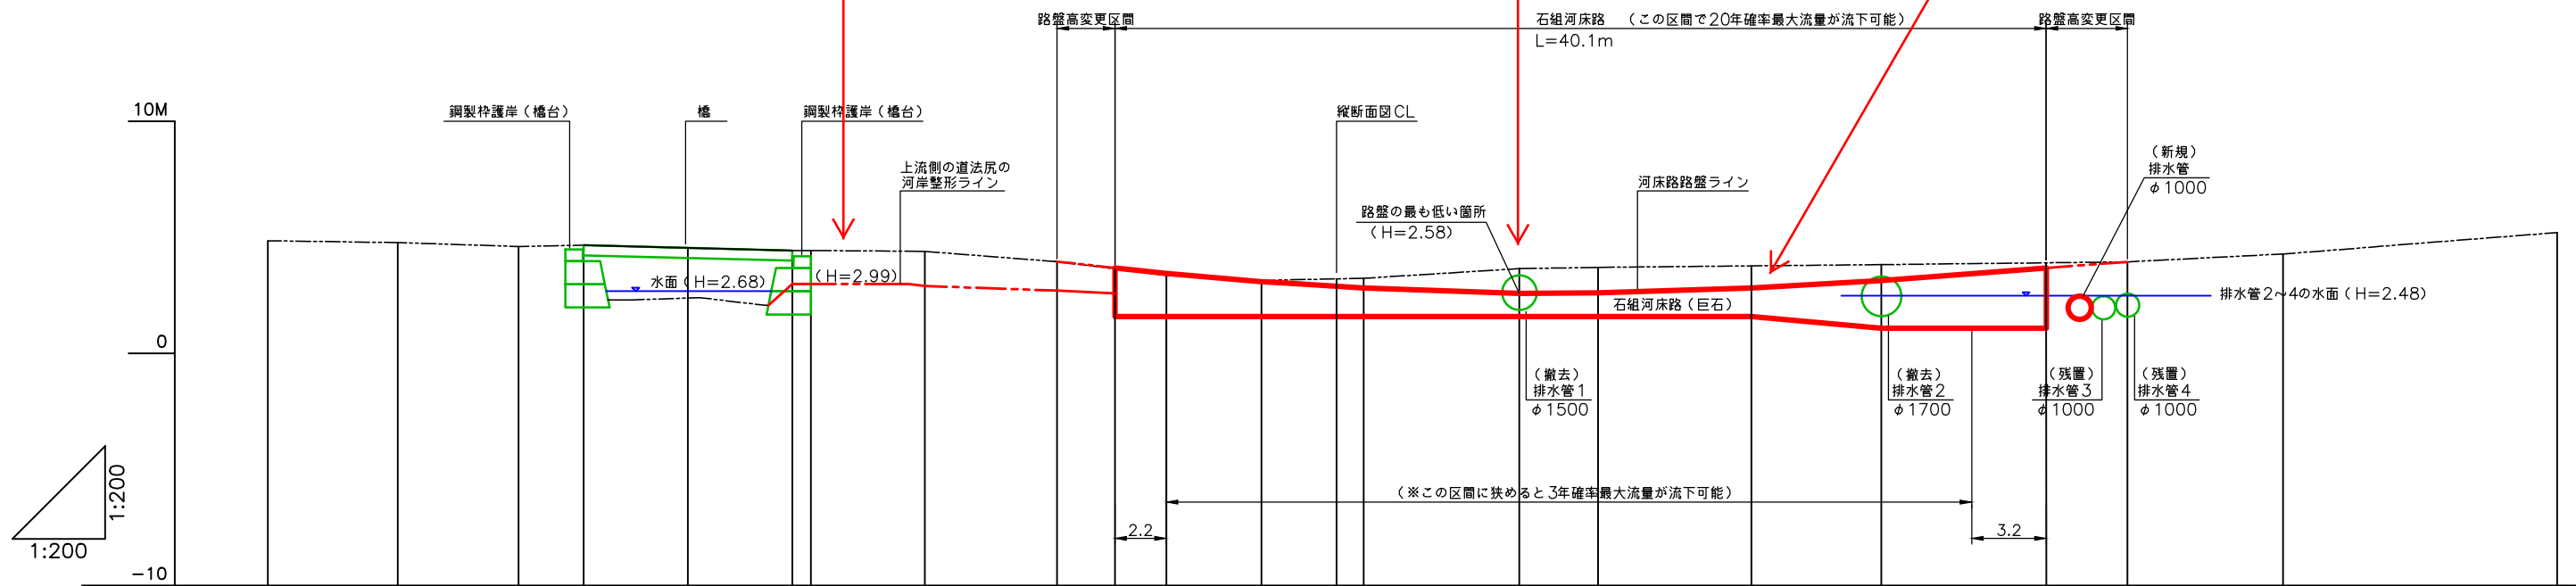 路盤高変更区間
石組河床路 （この区間で20年確率最大流量が流下可能）
路盤高変更区間
L=40.1m
10M
鋼製枠護岸（橋台）
橋
鋼製枠護岸（橋台）
縦断面図CL
上流側の道法尻の
河岸整形ライン
（新規）
排水管
φ1000
河床路路盤ライン
路盤の最も低い箇所
（H=2.58）
水面（H=2.68）
（H=2.99）
石組河床路（巨石）
排水管2~4の水面（H=2.48）
0
（撤去）
排水管1
φ1500
（撤去）
排水管2
φ1700
（残置）
排水管3
φ1000
（残置）
排水管4
φ1000
1:200
1:200
（※この区間に狭めると3年確率最大流量が流下可能）
2.2
3.2
-10